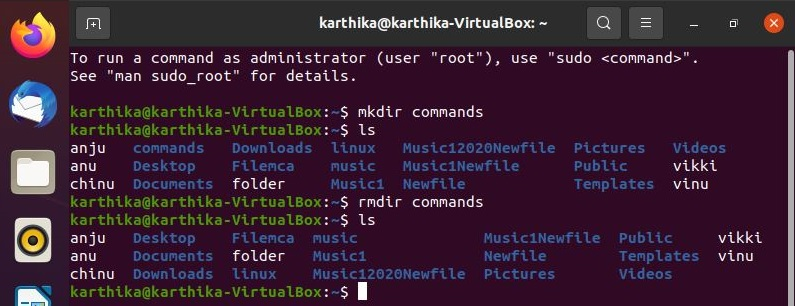 karthika@karthika-VirtualBox: ~
To run a command as administrator (user "root"), use "sudo <command>".
See "man sudo_root" for details.
karthika@karthika-VirtualBox:~$ mkdir commands
karthika@karthika-VirtualBox:~$ ls
anju commands Downloads linux Music12020Newfile Pictures Videos
anu Desktop Filemca music Music1Newfile Public vikki
chinu Documents folder Music1 Newfile Templates vinu
karthika@karthika-VirtualBox:~$ rmdir commands
karthika@karthika-VirtualBox:~$ ls
anju Desktop Filemca music Music1Newfile Public vikki
anu Documents folder Music1 Newfile Templates vinu
chinu Downloads linux Music12020Newfile Pictures Videos
karthika@karthika-VirtualBox:~$